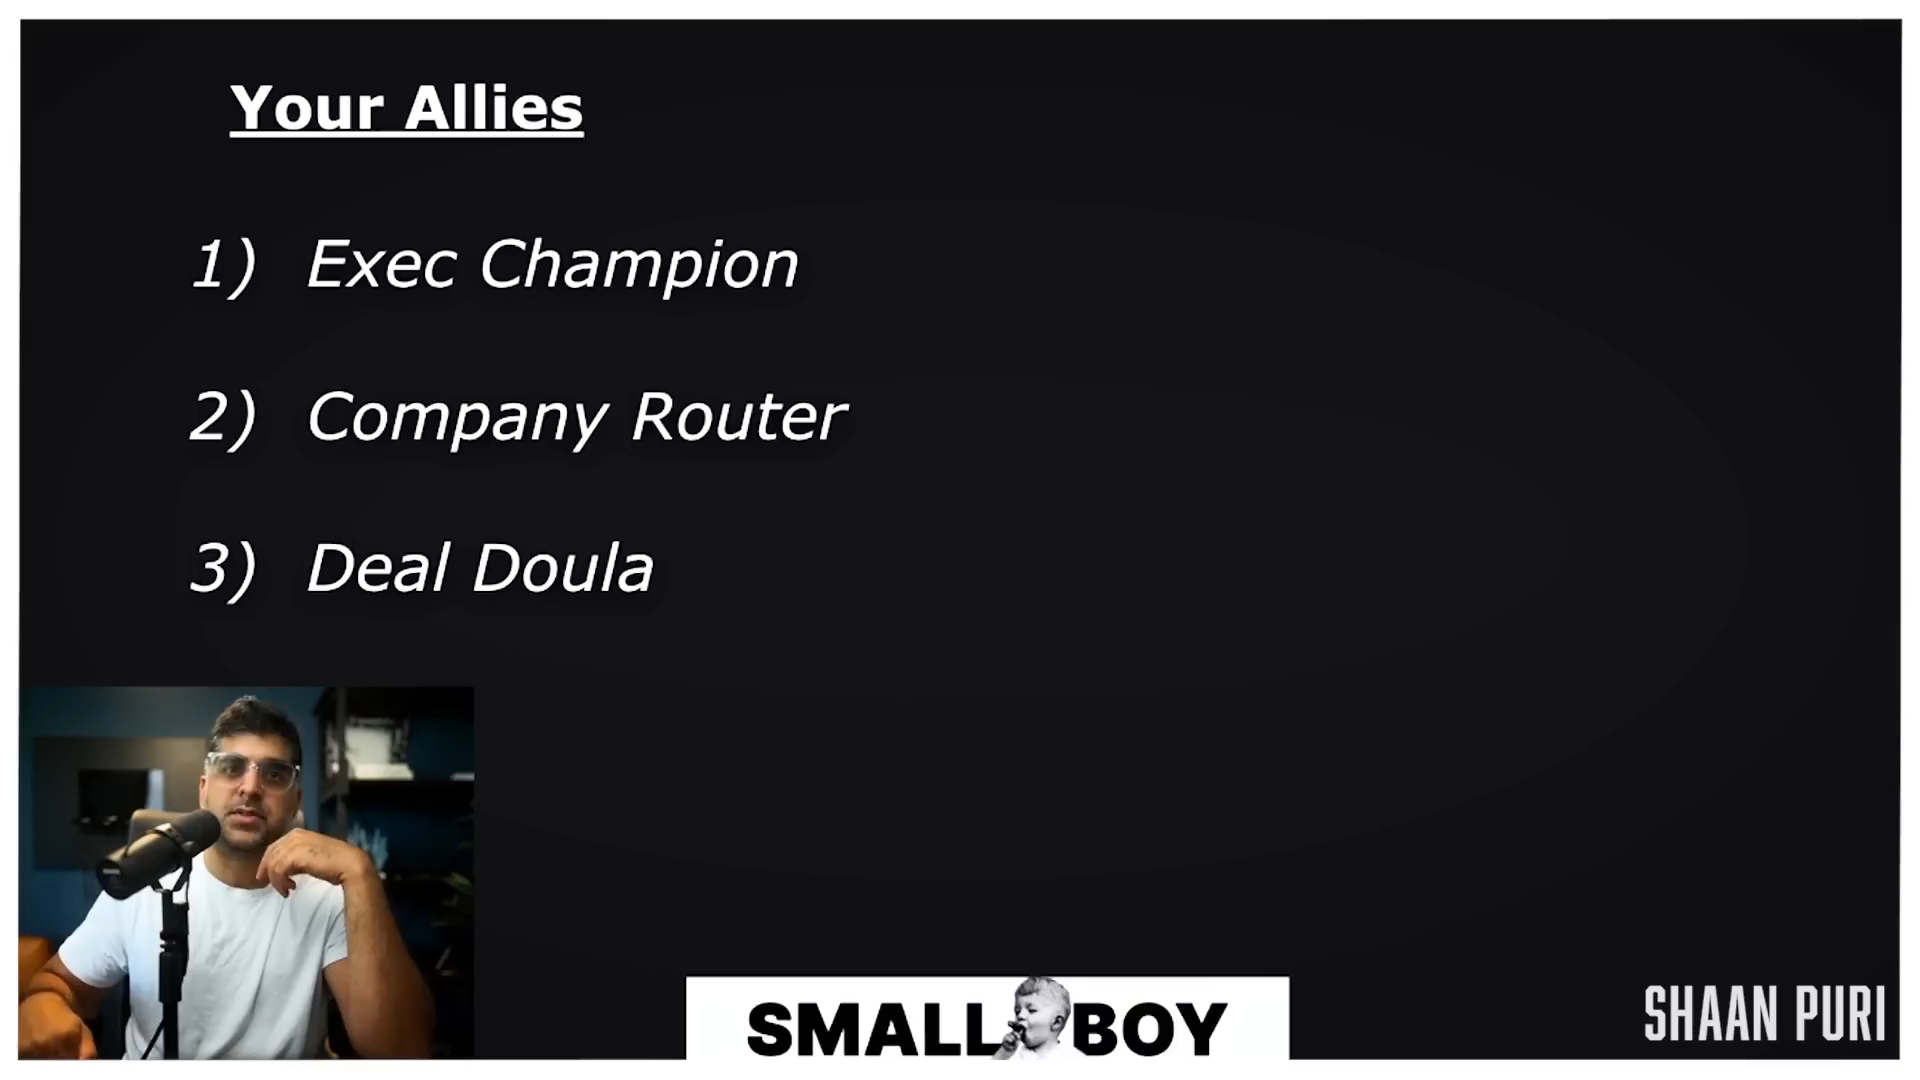 Your Allies
1) Exec Champion
2) Company Router
3) Deal Doula
SMALL BOY
SHAAN PURI